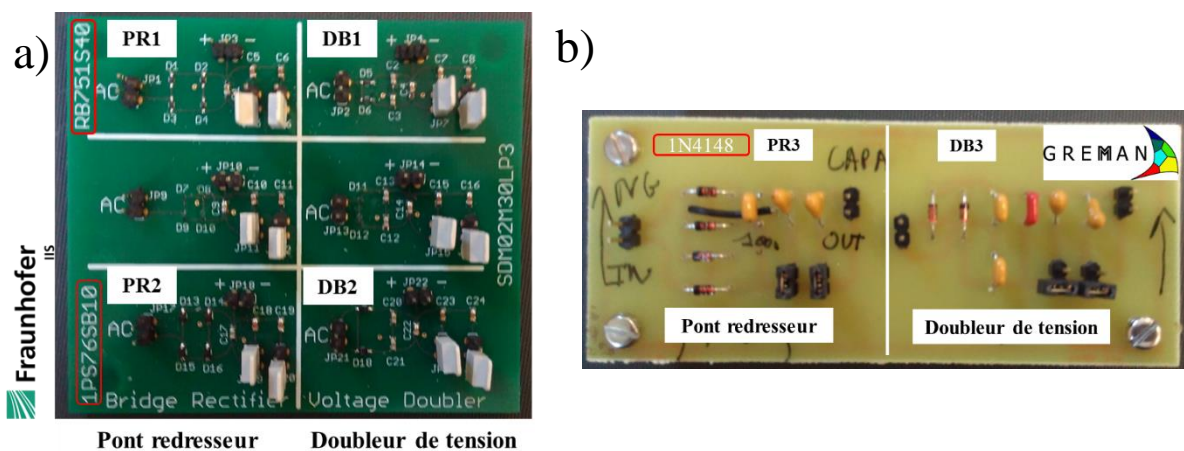 a)
RB751S40
PR1
JP3
+ -
C5
C6
D1
D2
JP1
AC
D3
D4
DB1
JP4
+ -
C7
C8
D5
C2
C4
AC
JP2
D6
C3
JP7
JP10
+ -
C10
C11
D7
D8
C9
AC
JP9
D9
D10
JP11
JP14
+ -
C15
C16
D11
C13
C14
AC
JP13
D12
C12
SDM02M30LP3
1PS76SB10
PR2
JP18
+ -
C18
C19
JP17
D13
D14
C17
AC
D15
D16
Bridge Rectifier
DB2
JP22
+ -
C23
C24
C20
C22
AC
JP21
D18
C21
Voltage Doubler
Fraunhofer
IIS
Pont redresseur
Doubleur de tension
b)
1N4148
PR3
DB3
GREMAN
CAPA
IN
OUT
Pont redresseur
Doubleur de tension